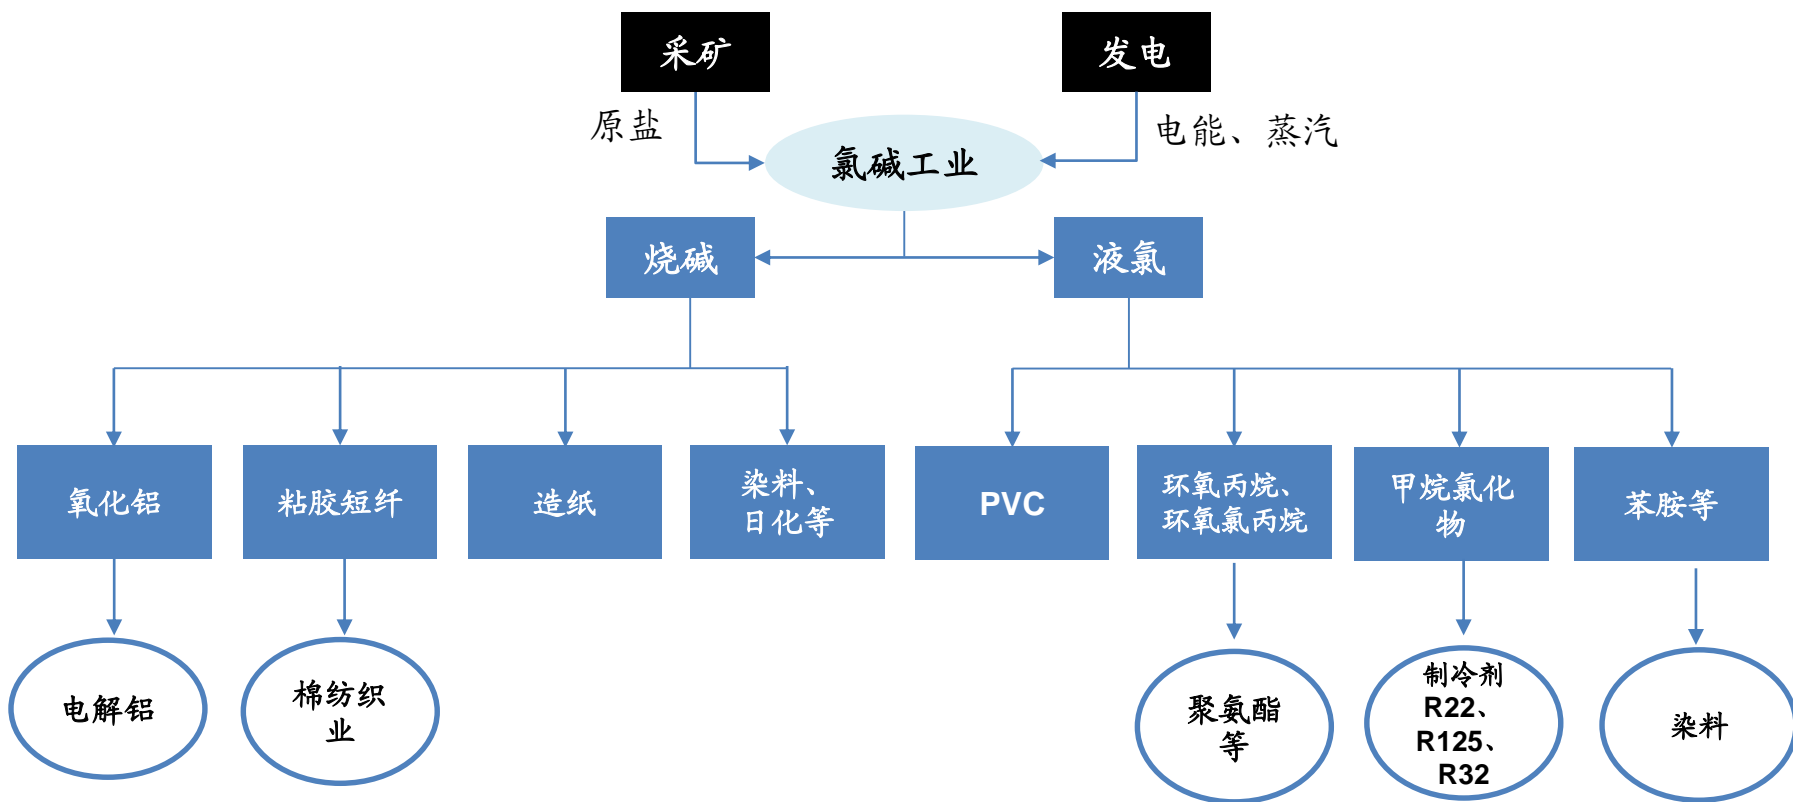 采矿
发电
原盐
电能、蒸汽
氯碱工业
烧碱
液氯
氧化铝
粘胶短纤
造纸
染料、
日化等
PVC
环氧丙烷、
环氧氯丙烷
甲烷氯化
物
苯胺等
电解铝
棉纺织
业
聚氨酯
等
制冷剂
R22、
R125、
R32
染料